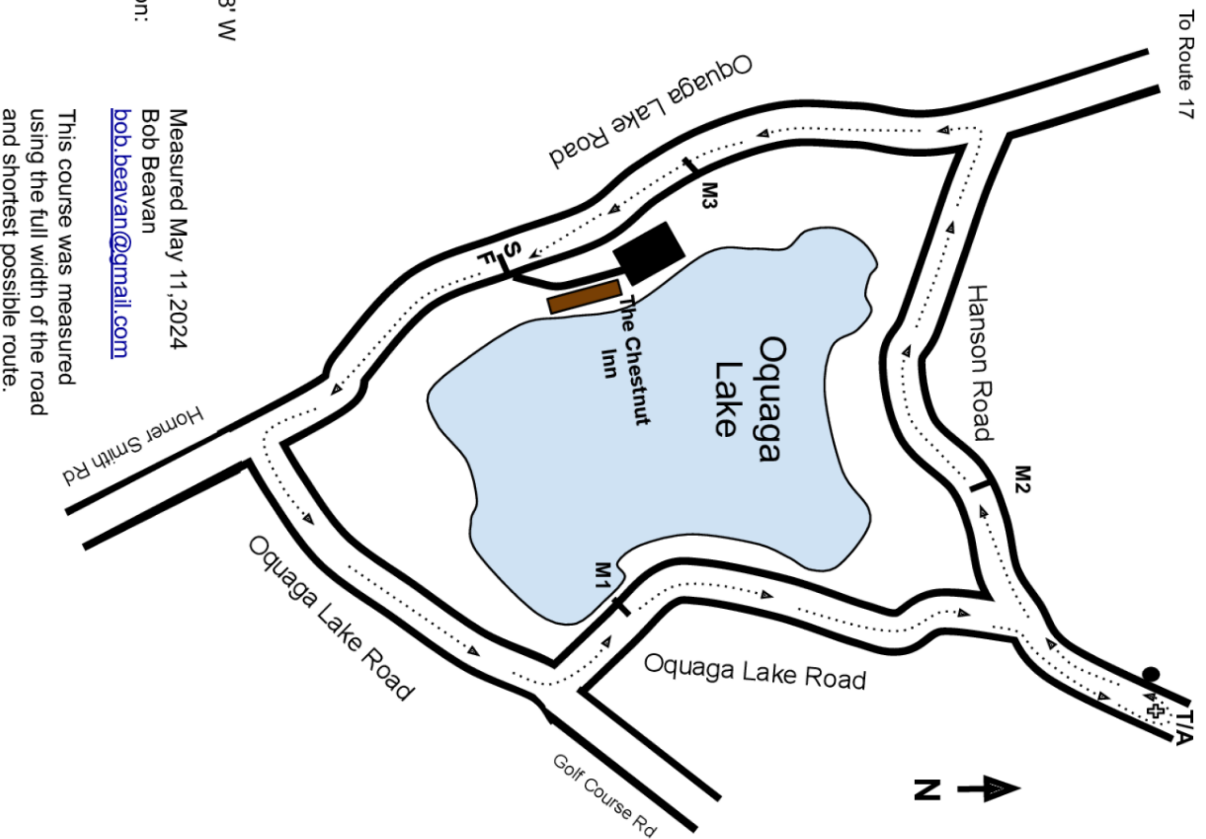 To Route 17
Oquaga Lake Road
M3
Hanson Road
M2
T/A
S
F
The Chestnut
Inn
Oquaga
Lake
M1
Oquaga Lake Road
Homer Smith Rd
Oquaga Lake Road
Golf Course Rd
N
3' W
on:
Measured May 11,2024
Bob Beavan
bob.beavan@gmail.com
This course was measured
using the full width of the road
and shortest possible route.